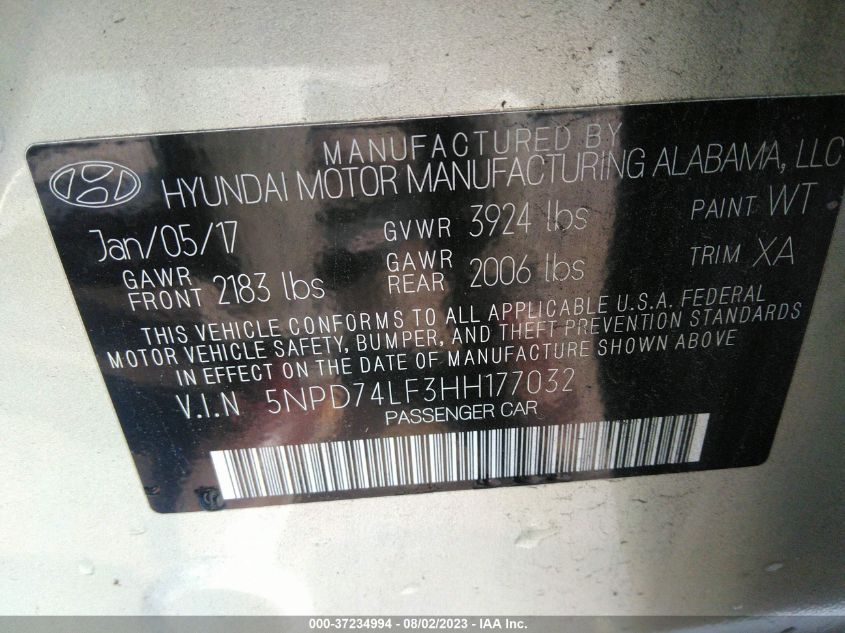 MANUFACTURED BY
HYUNDAI MOTOR MANUFACTURING ALABAMA, LLC
Jan/05/17 GVWR 3924 lbs PAINT WT
GAWR FRONT 2183 lbs GAWR REAR 2006 lbs TRIM XA
THIS VEHICLE CONFORMS TO ALL APPLICABLE U.S.A. FEDERAL
MOTOR VEHICLE SAFETY, BUMPER, AND THEFT PREVENTION STANDARDS
IN EFFECT ON THE DATE OF MANUFACTURE SHOWN ABOVE
V.I.N 5NPD74LF3HH177032
PASSENGER CAR
000-37234994 - 08/02/2023 - IAA Inc.